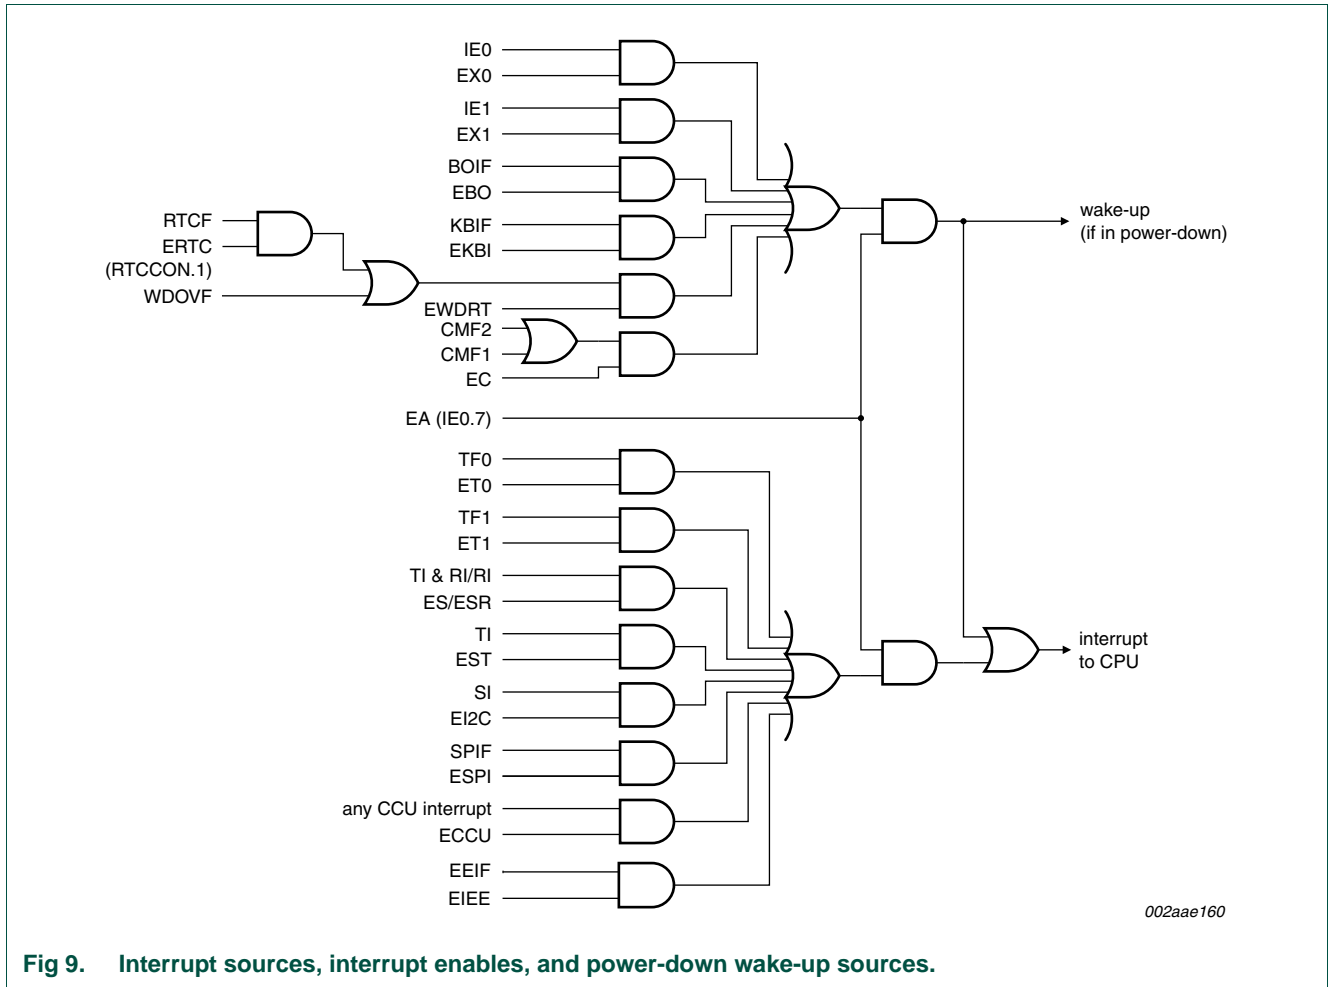 IE0
EX0
IE1
EX1
BOIF
EBO
KBIF
EKBI
RTCF
ERTC
(RTCCON.1)
WDOVF
EWDRT
CMF2
CMF1
EC
EA (IE0.7)
wake-up
(if in power-down)
TF0
ET0
TF1
ET1
TI & RI/RI
ES/ESR
TI
EST
SI
EI2C
SPIF
ESPI
any CCU interrupt
ECCU
EEIF
EIEE
interrupt
to CPU
002aae160
Fig 9. Interrupt sources, interrupt enables, and power-down wake-up sources.